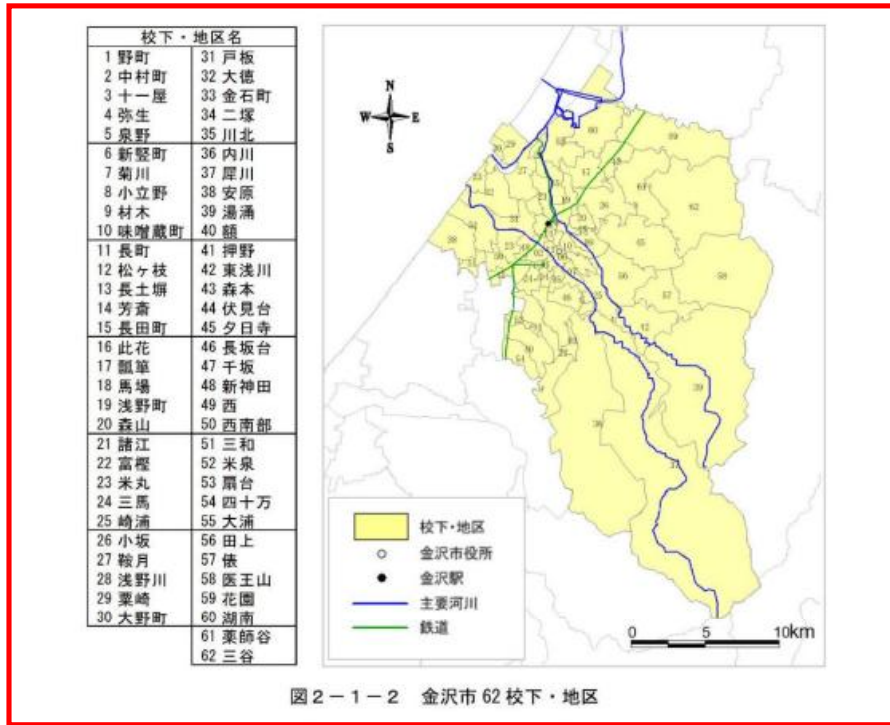 校下・地区名
1 野町 31 戸板
2 中村町 32 大徳
3 十一屋 33 金石町
4 弥生 34 二塚
5 泉野 35 川北
6 新竪町 36 内川
7 菊川 37 犀川
8 小立野 38 安原
9 材木 39 湯涌
10 味噌蔵町 40 額
11 長町 41 押野
12 松ヶ枝 42 東浅川
13 長土塀 43 森本
14 芳斎 44 伏見台
15 長田町 45 夕日寺
16 此花 46 長坂台
17 瓢箪 47 千坂
18 馬場 48 新神田
19 浅野町 49 西
20 森山 50 西南部
21 諸江 51 三和
22 富樫 52 米泉
23 米丸 53 扇台
24 三馬 54 四十万
25 崎浦 55 大浦
26 小坂 56 田上
27 鞍月 57 俵
28 浅野川 58 医王山
29 粟崎 59 花園
30 大野町 60 湖南
61 薬師谷
62 三谷
N
W E
S
59
62
58
39
36
37
校下・地区
金沢市役所
金沢駅
主要河川
鉄道
0 5 10km
図2－1－2 金沢市62校下・地区